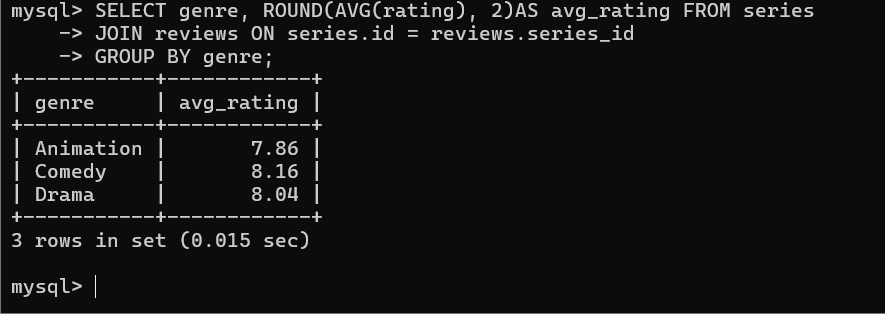 mysql> SELECT genre, ROUND(AVG(rating), 2)AS avg_rating FROM series
    -> JOIN reviews ON series.id = reviews.series_id
    -> GROUP BY genre;
+-----------+------------+
| genre     | avg_rating |
+-----------+------------+
| Animation |       7.86 |
| Comedy    |       8.16 |
| Drama     |       8.04 |
+-----------+------------+
3 rows in set (0.015 sec)
mysql>